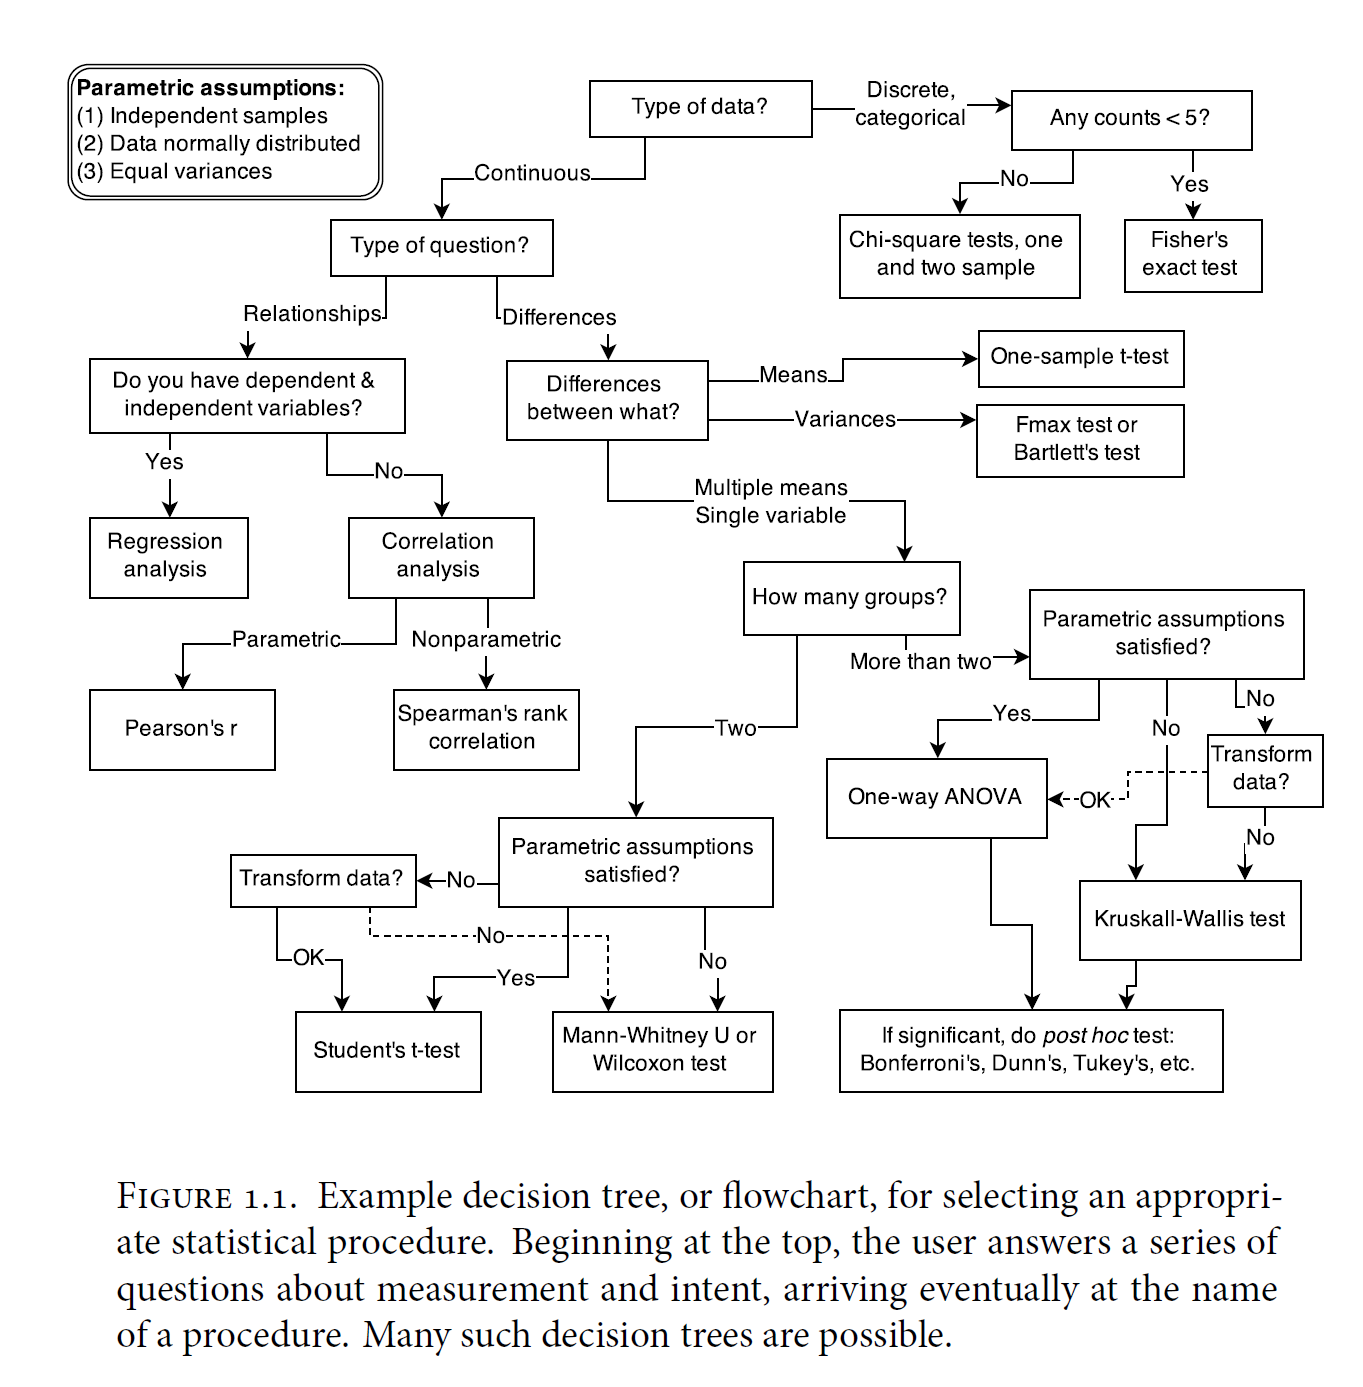 Parametric assumptions:
(1) Independent samples
(2) Data normally distributed
(3) Equal variances
Type of data?
Discrete,
categorical
Any counts < 5?
Continuous
No
Yes
Type of question?
Chi-square tests, one
and two sample
Fisher's
exact test
Relationships
Differences
Do you have dependent &
independent variables?
Differences
between what?
Means
One-sample t-test
Variances
Fmax test or
Bartlett's test
Yes
No
Multiple means
Single variable
Regression
analysis
Correlation
analysis
How many groups?
Parametric
Nonparametric
More than two
Parametric assumptions
satisfied?
Pearson's r
Spearman's rank
correlation
Two
Yes
No
No
Transform
data?
One-way ANOVA
OK
No
Parametric assumptions
satisfied?
Transform data?
No
Kruskall-Wallis test
No
OK
Yes
No
Student's t-test
Mann-Whitney U or
Wilcoxon test
If significant, do post hoc test:
Bonferroni's, Dunn's, Tukey's, etc.
FIGURE 1.1. Example decision tree, or flowchart, for selecting an appropri-
ate statistical procedure. Beginning at the top, the user answers a series of
questions about measurement and intent, arriving eventually at the name
of a procedure. Many such decision trees are possible.